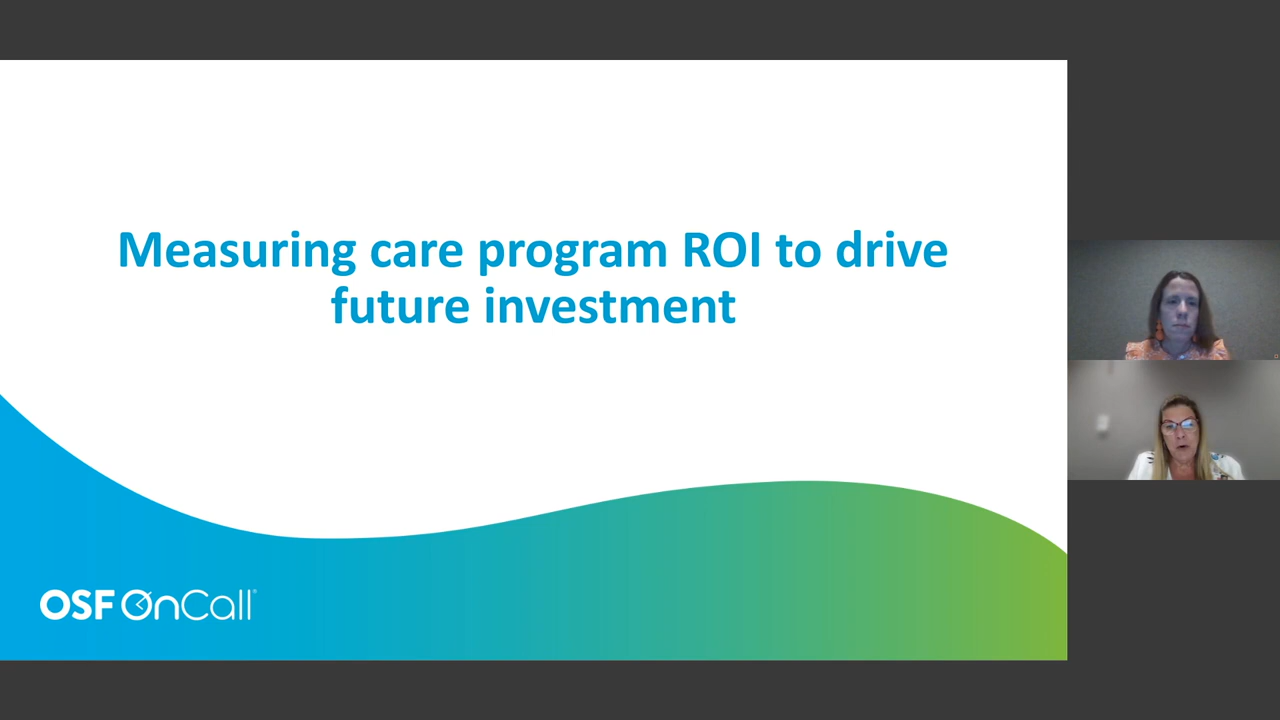 Measuring care program ROI to drive
future investment
OSF OnCall